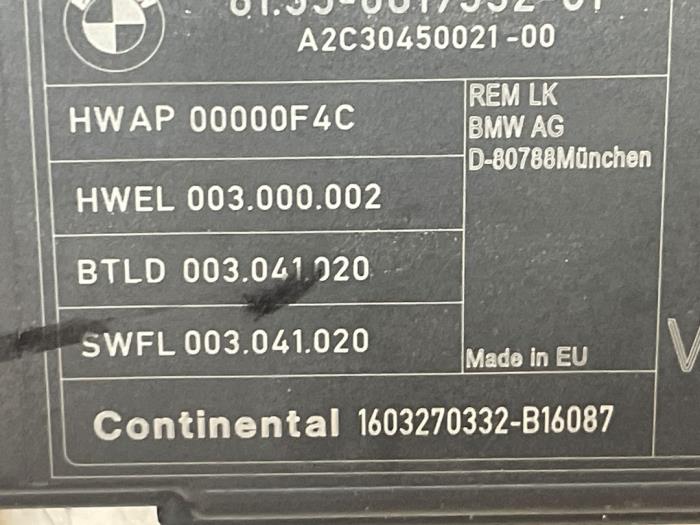 A2C30450021-00
HWAP 00000F4C
REM LK
BMW AG
D-80788München
HWEL 003.000.002
BTLD 003.041.020
SWFL 003.041.020
Made in EU
Continental 1603270332-B16087